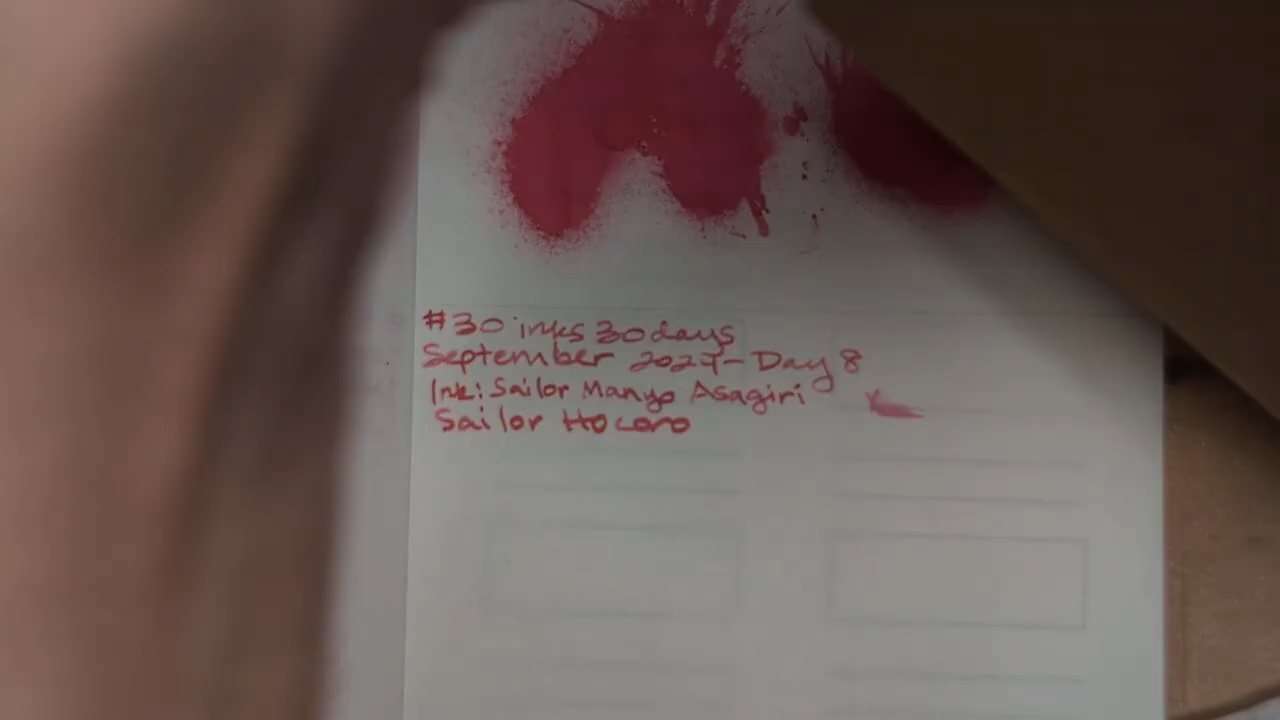 #30 inks 30 days
September 2027 - Day 8
Ink: Sailor Manyo Asagiri
Sailor Hocoro